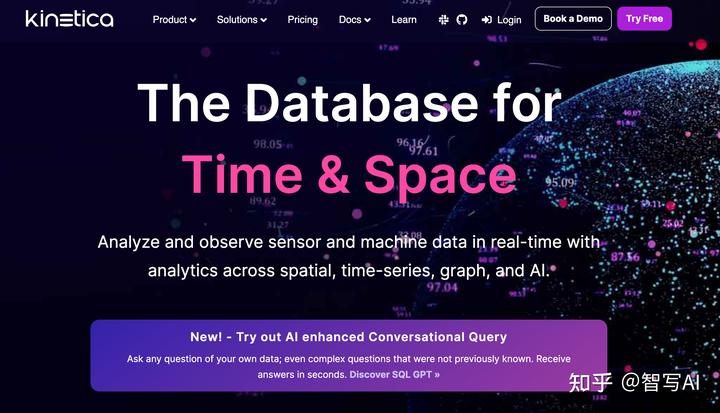 kinetica
Product Solutions Pricing Docs Learn Login Book a Demo Try Free
The Database for
Time & Space
Analyze and observe sensor and machine data in real-time with
analytics across spatial, time-series, graph, and AI.
New! - Try out AI enhanced Conversational Query
Ask any question of your own data; even complex questions that were not previously known. Receive
answers in seconds. Discover SQL GPT »
知乎 @智写AI
98.05
96.16
97.61
95.09
89.62
31.27
25.02
87.56
97.04